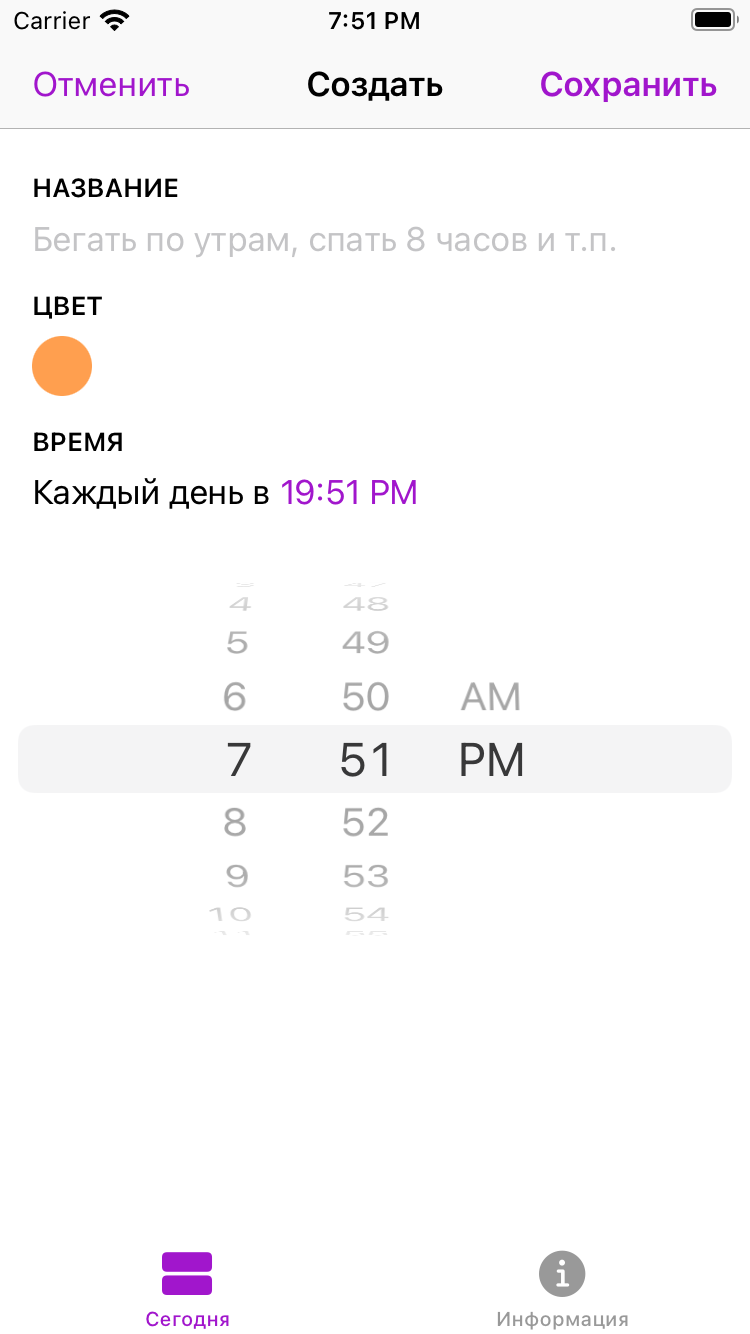 Carrier 7:51 PM
Отменить Создать Сохранить
НАЗВАНИЕ
Бегать по утрам, спать 8 часов и т.п.
ЦВЕТ
ВРЕМЯ
Каждый день в 19:51 PM
4 48
5 49
6 50 AM
7 51 PM
8 52
9 53
10 54
Сегодня Информация